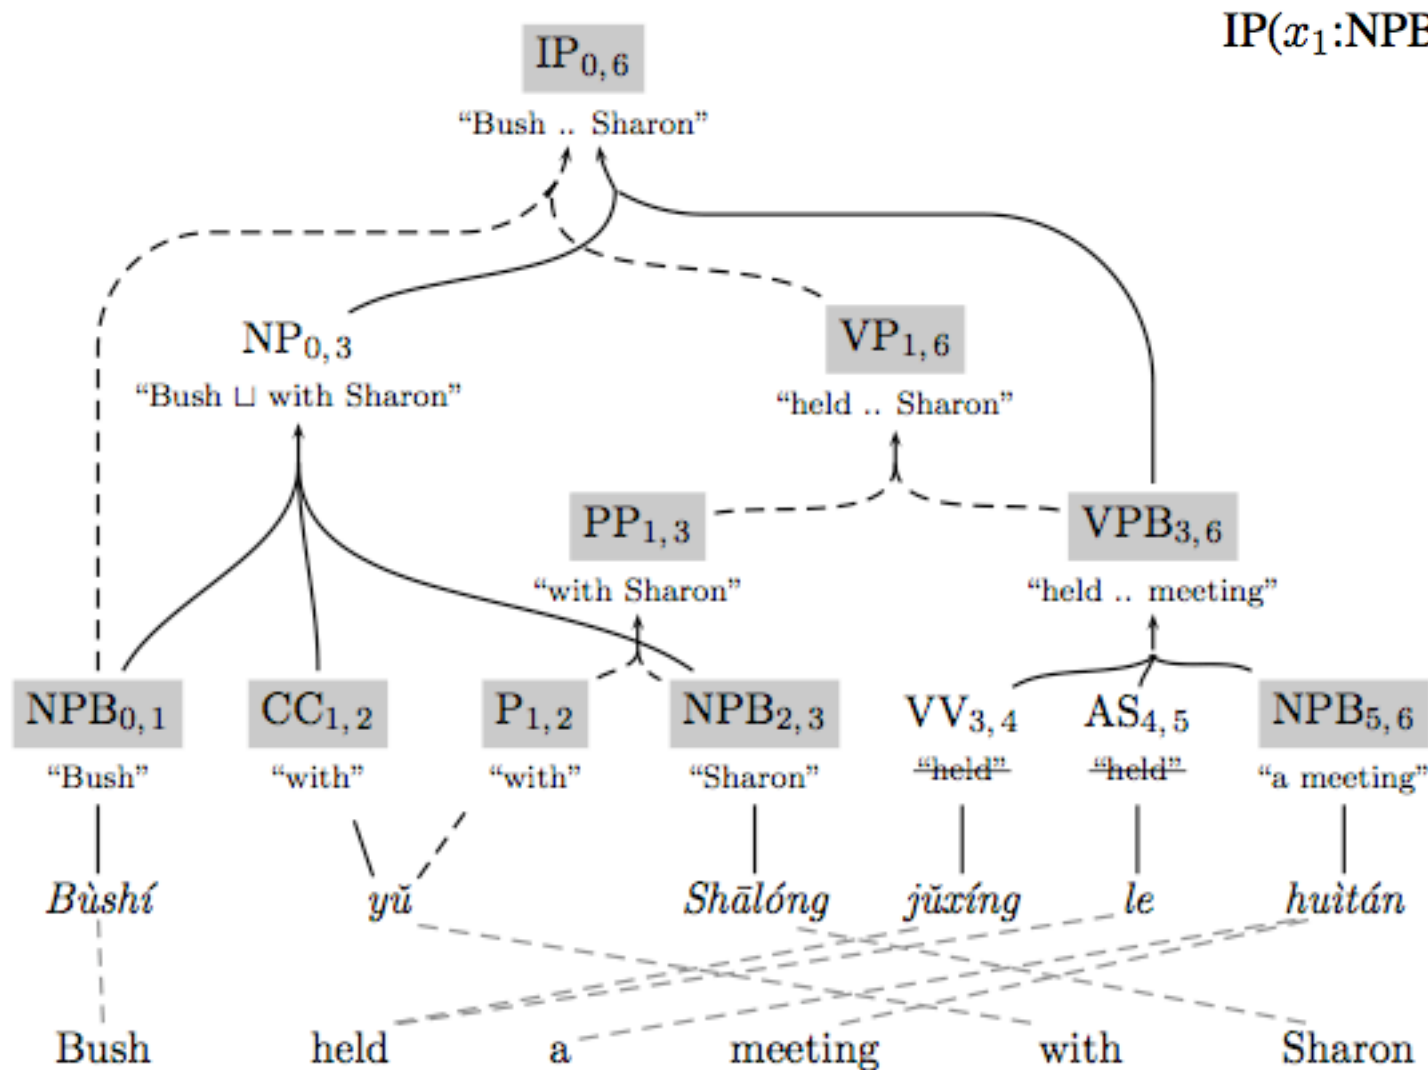 IP(x₁:NPB
IP₀,₆
“Bush .. Sharon”
NP₀,₃
“Bush ⊔ with Sharon”
VP₁,₆
“held .. Sharon”
PP₁,₃
“with Sharon”
VPB₃,₆
“held .. meeting”
NPB₀,₁ CC₁,₂ P₁,₂ NPB₂,₃ VV₃,₄ AS₄,₅ NPB₅,₆
“Bush” “with” “with” “Sharon” “held” “held” “a meeting”
Bùshí yǔ Shālóng jǔxíng le huìtán
Bush held a meeting with Sharon